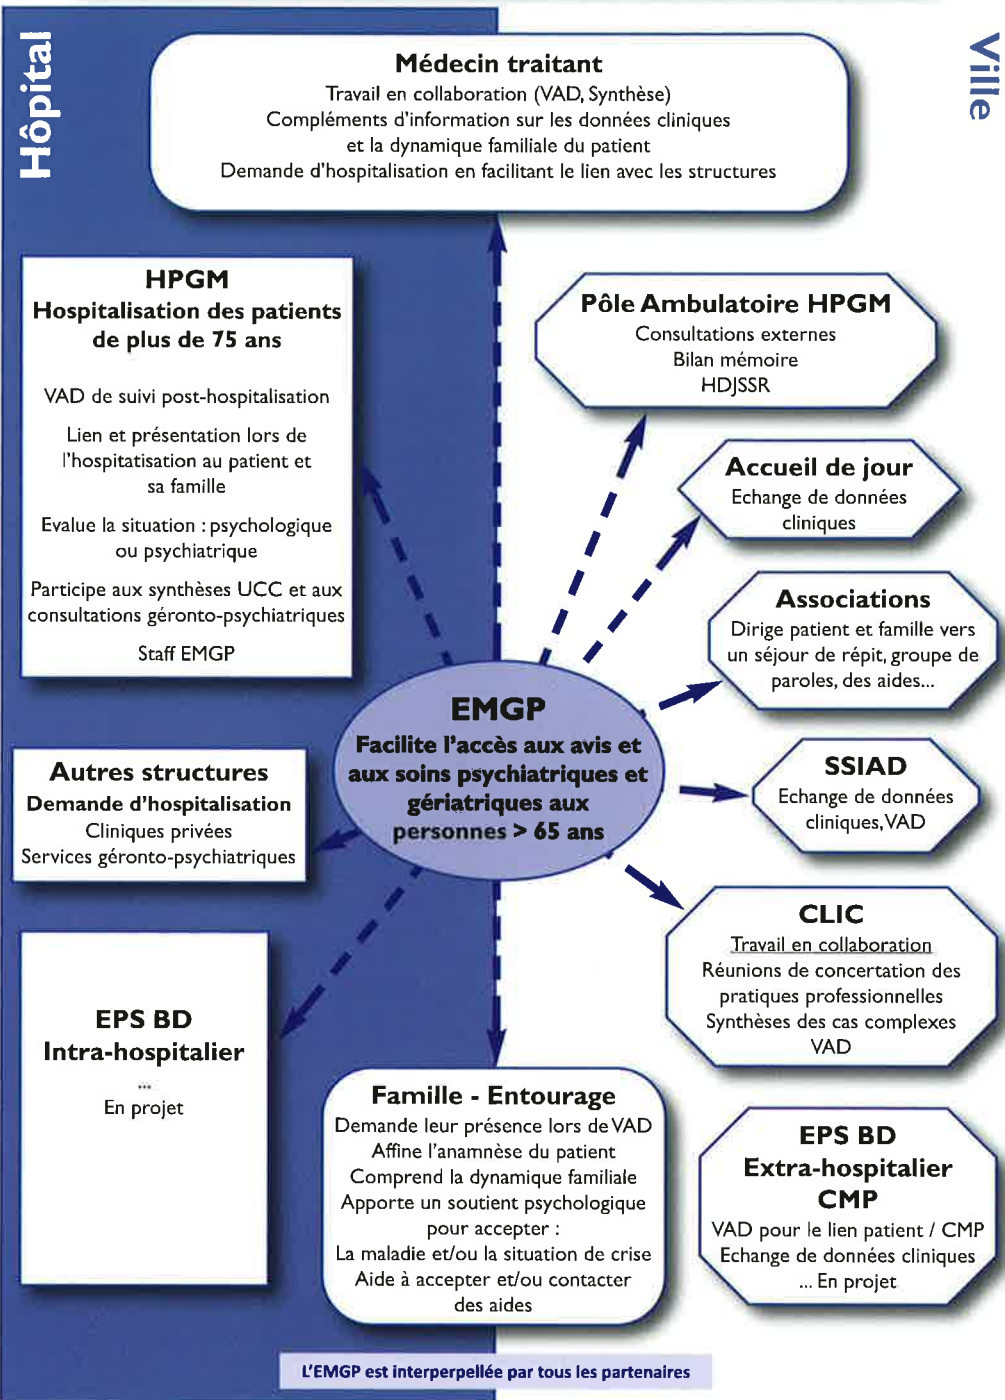 Hôpital
Ville
Médecin traitant
Travail en collaboration (VAD, Synthèse)
Compléments d'information sur les données cliniques
et la dynamique familiale du patient
Demande d'hospitalisation en facilitant le lien avec les structures
HPGM
Hospitalisation des patients
de plus de 75 ans
VAD de suivi post-hospitalisation
Lien et présentation lors de
l'hospitatisation au patient et
sa famille
Evalue la situation : psychologique
ou psychiatrique
Participe aux synthèses UCC et aux
consultations géronto-psychiatriques
Staff EMGP
Pôle Ambulatoire HPGM
Consultations externes
Bilan mémoire
HDJSSR
Accueil de jour
Echange de données
cliniques
Associations
Dirige patient et famille vers
un séjour de répit, groupe de
paroles, des aides...
EMGP
Facilite l'accès aux avis et
aux soins psychiatriques et
gériatriques aux
personnes > 65 ans
Autres structures
Demande d'hospitalisation
Cliniques privées
Services géronto-psychiatriques
SSIAD
Echange de données
cliniques, VAD
CLIC
Travail en collaboration
Réunions de concertation des
pratiques professionnelles
Synthèses des cas complexes
VAD
EPS BD
Intra-hospitalier
...
En projet
Famille - Entourage
Demande leur présence lors de VAD
Affine l'anamnèse du patient
Comprend la dynamique familiale
Apporte un soutient psychologique
pour accepter :
La maladie et/ou la situation de crise
Aide à accepter et/ou contacter
des aides
EPS BD
Extra-hospitalier
CMP
VAD pour le lien patient / CMP
Echange de données cliniques
... En projet
L'EMGP est interperpellée par tous les partenaires